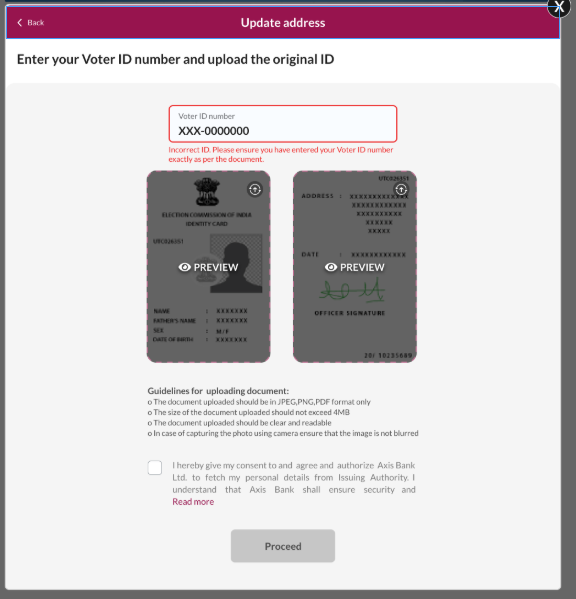 X
Back
Update address
Enter your Voter ID number and upload the original ID
Voter ID number
XXX-0000000
Incorrect ID. Please ensure you have entered your Voter ID number
exactly as per the document.
ELECTION COMMISSION OF INDIA
IDENTITY CARD
UTC026351
PREVIEW
NAME : XXXXXXX
FATHER'S NAME : XXXXXXX
SEX : M/F
DATE OF BIRTH : XXXXXXX
ADDRESS : XXXXXXXXXXXX
XXXXXXXXXXX
XXXXXXXXXX
XXXXXX
XXXXX
DATE : XXXXXXXXXXX
PREVIEW
OFFICER SIGNATURE
Guidelines for uploading document:
o The document uploaded should be in JPEG,PNG,PDF format only
o The size of the document uploaded should not exceed 4MB
o The document uploaded should be clear and readable
o In case of capturing the photo using camera ensure that the image is not blurred
I hereby give my consent to and agree and authorize Axis Bank
Ltd. to fetch my personal details from Issuing Authority. I
understand that Axis Bank shall ensure security and
Read more
Proceed